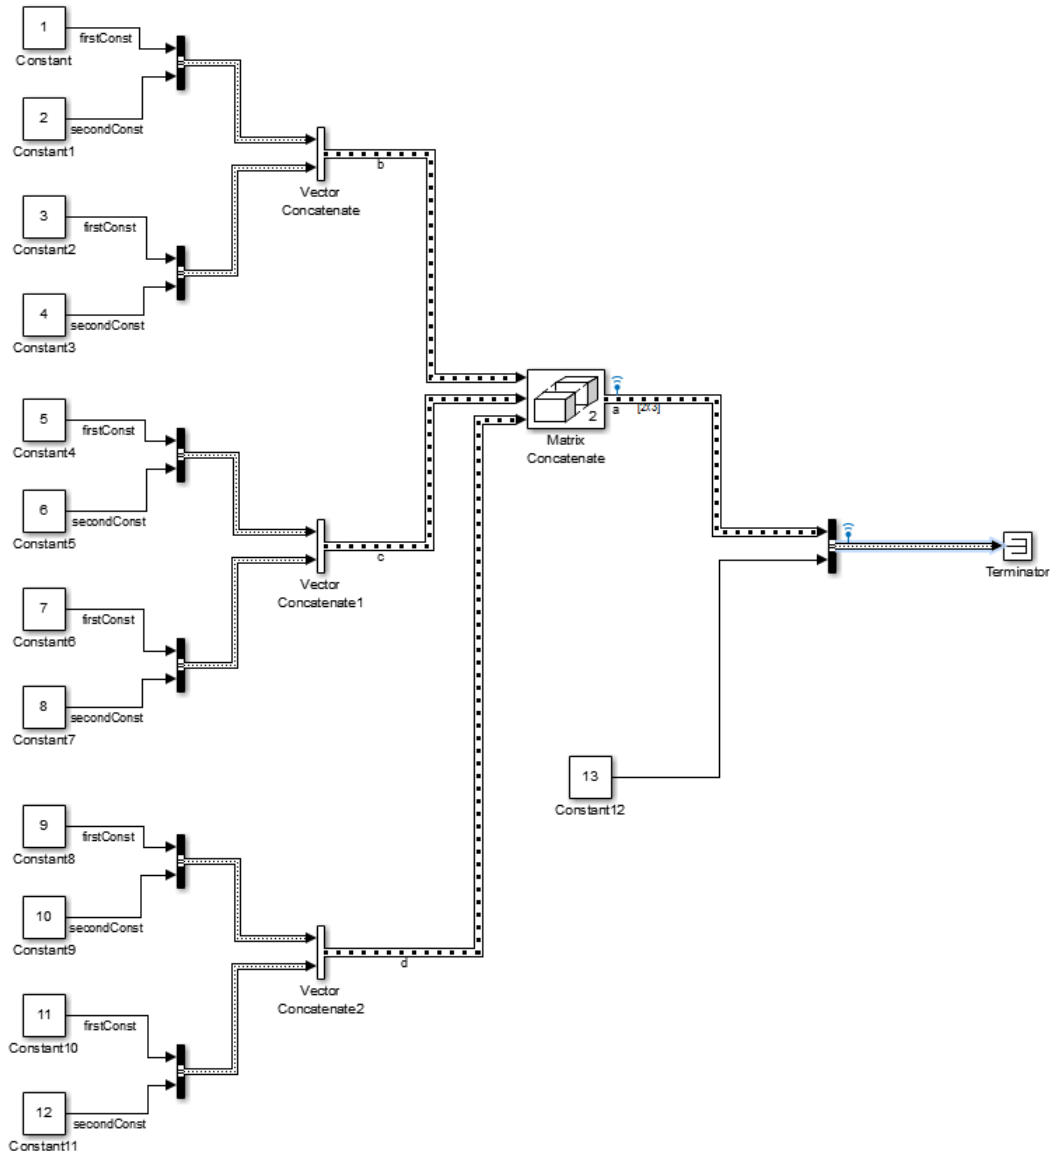 1
firstConst
Constant
2
secondConst
Constant1
b
Vector
Concatenate
3
firstConst
Constant2
4
secondConst
Constant3
5
firstConst
Constant4
6
secondConst
Constant5
c
Vector
Concatenate1
7
firstConst
Constant6
8
secondConst
Constant7
2
a
[2x3]
Matrix
Concatenate
Terminator
13
Constant12
9
firstConst
Constant8
10
secondConst
Constant9
d
Vector
Concatenate2
11
firstConst
Constant10
12
secondConst
Constant11